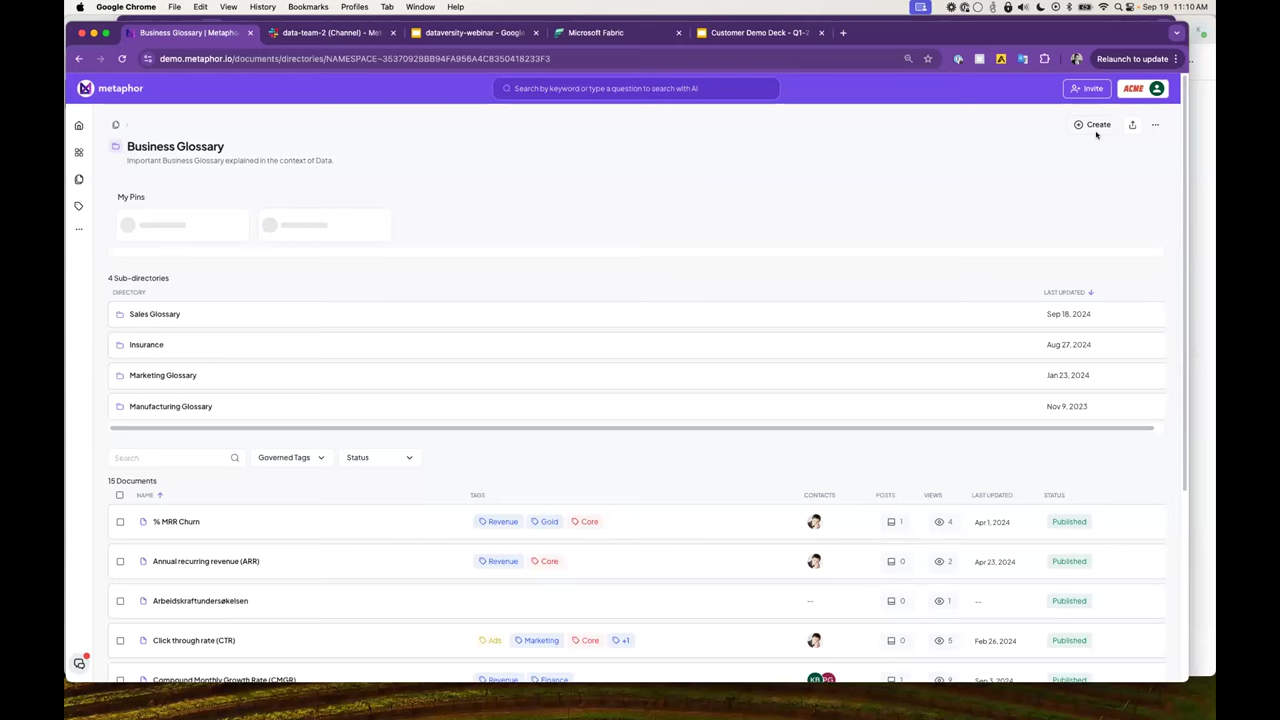 Google Chrome File Edit View History Bookmarks Profiles Tab Window Help Sep 19 11:10 AM
Business Glossary | Metapho data-team-2 (Channel) - Met dataversity-webinar - Google Microsoft Fabric Customer Demo Deck - Q1-2
demo.metaphor.io/documents/directories/NAMESPACE~3537092BBB94FA956A4CB350418233F3 Relaunch to update
metaphor Search by keyword or type a question to search with AI Invite ACME
Create
Business Glossary
Important Business Glossary explained in the context of Data.
My Pins
4 Sub-directories
DIRECTORY LAST UPDATED
Sales Glossary Sep 18, 2024
Insurance Aug 27, 2024
Marketing Glossary Jan 23, 2024
Manufacturing Glossary Nov 9, 2023
Search Governed Tags Status
15 Documents
NAME TAGS CONTACTS POSTS VIEWS LAST UPDATED STATUS
% MRR Churn Revenue Gold Core 1 4 Apr 1, 2024 Published
Annual recurring revenue (ARR) Revenue Core 0 2 Apr 23, 2024 Published
Arbeidskraftundersøkelsen -- 0 1 -- Published
Click through rate (CTR) Ads Marketing Core +1 0 5 Feb 26, 2024 Published
Compound Monthly Growth Rate (CMGR) Revenue Finance KB PG 1 9 Sep 3, 2024 Published